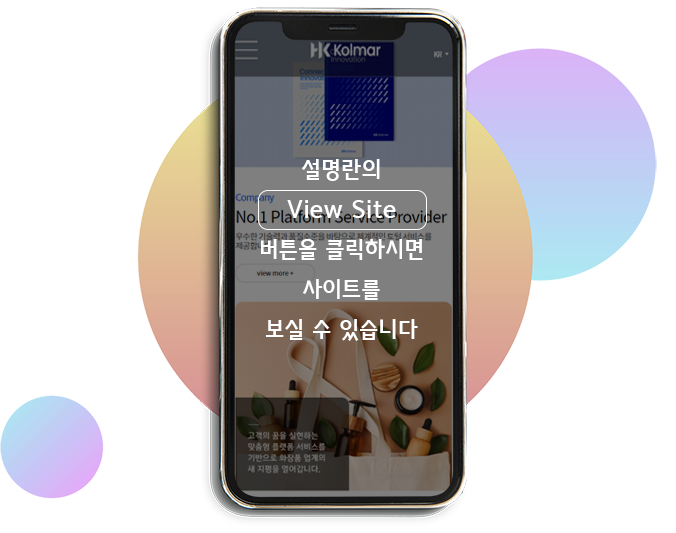 HK Kolmar
Innovation
KR
Connec
Innova
설명란의
Company
View Site
No.1 Platform Service Provider
우수한 기술력과 품질수준을 바탕으로 체계적인 토털 서비스를
제공합
버튼을 클릭하시면
view more +
사이트를
보실 수 있습니다
고객의 꿈을 실현하는
맞춤형 플랫폼 서비스를
기반으로 화장품 업계의
새 지평을 열어갑니다.